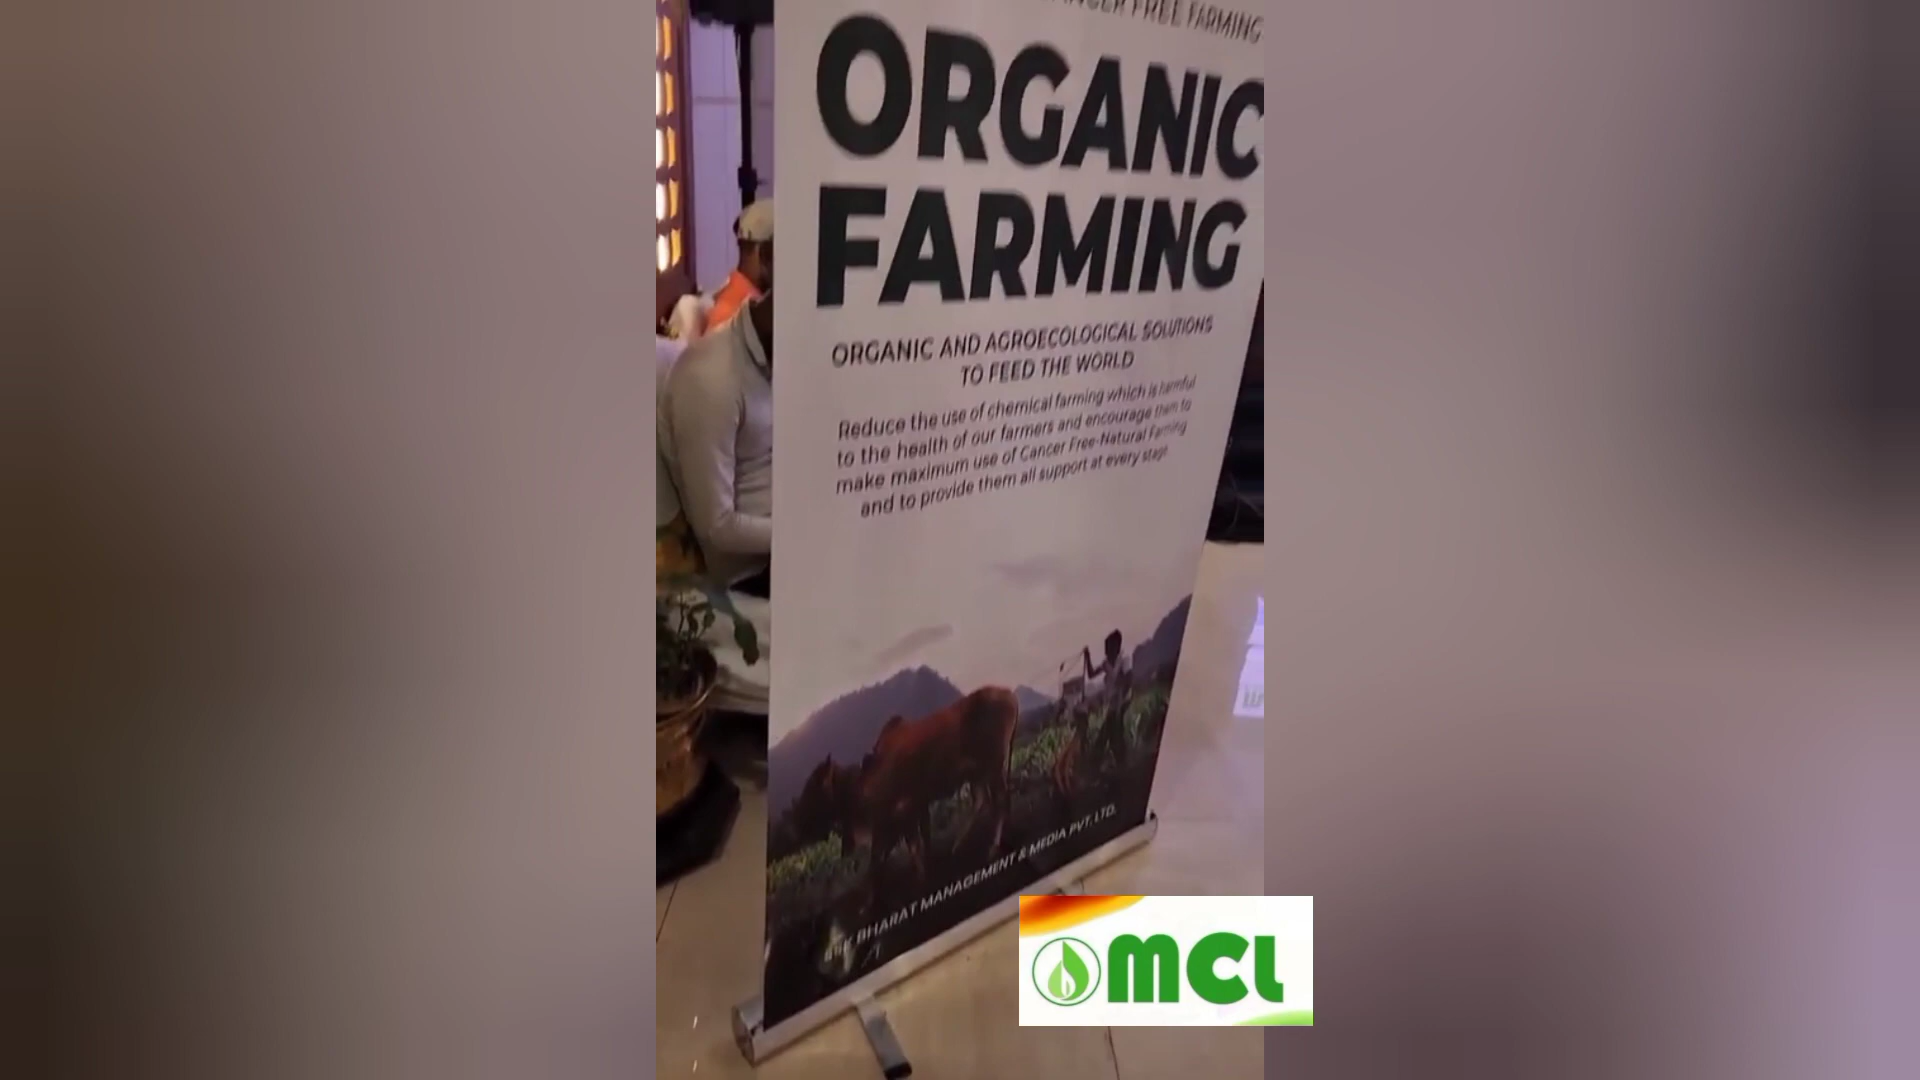 FREE FARMING
ORGANIC
FARMING
ORGANIC AND AGROECOLOGICAL SOLUTIONS
TO FEED THE WORLD
Reduce the use of chemical farming which is harmful
to the health of our farmers and encourage them to
make maximum use of Cancer Free-Natural Farming
and to provide them all support at every stage
BHARAT MANAGEMENT & MEDIA PVT. LTD.
MCL